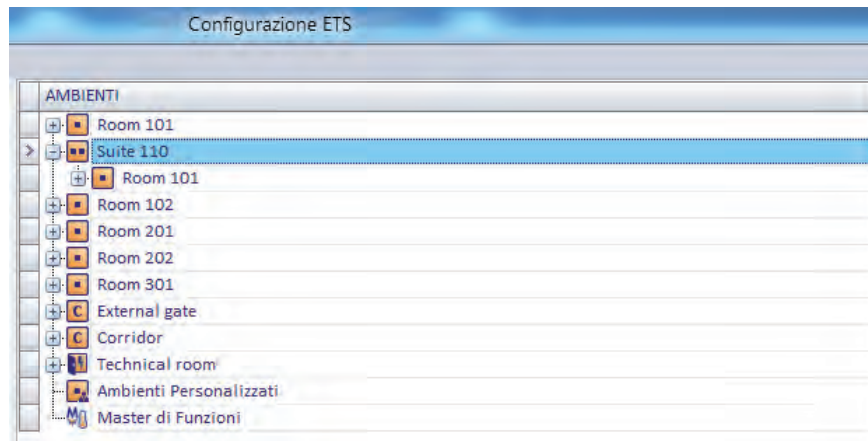 Configurazione ETS
AMBIENTI
Room 101
Suite 110
Room 101
Room 102
Room 201
Room 202
Room 301
C External gate
C Corridor
Technical room
Ambienti Personalizzati
M Master di Funzioni